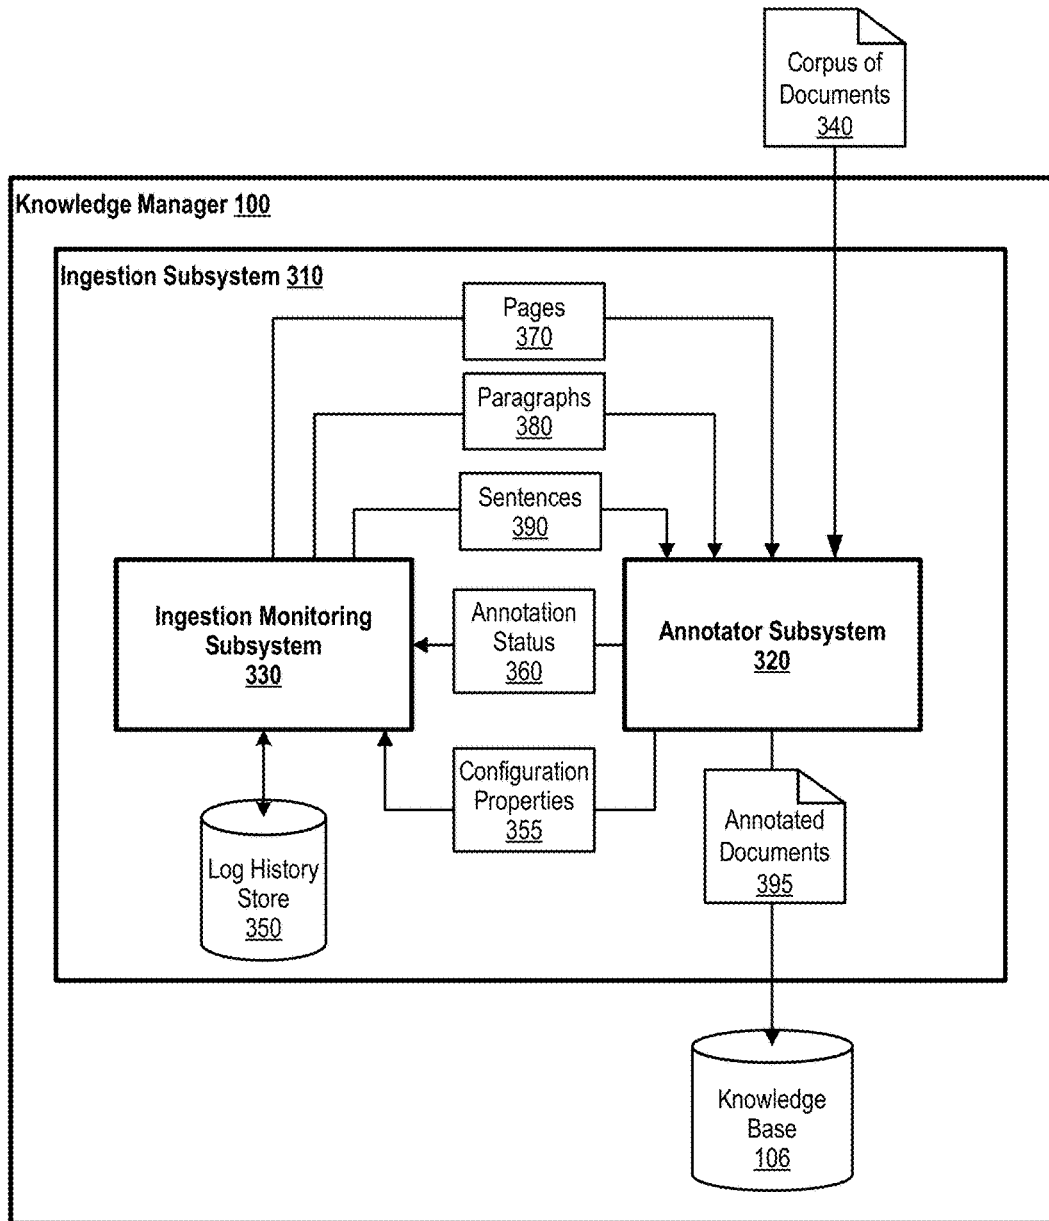 Corpus of
Documents
340
Knowledge Manager 100
Ingestion Subsystem 310
Pages
370
Paragraphs
380
Sentences
390
Ingestion Monitoring
Subsystem
330
Annotation
Status
360
Annotator Subsystem
320
Configuration
Properties
355
Log History
Store
350
Annotated
Documents
395
Knowledge
Base
106